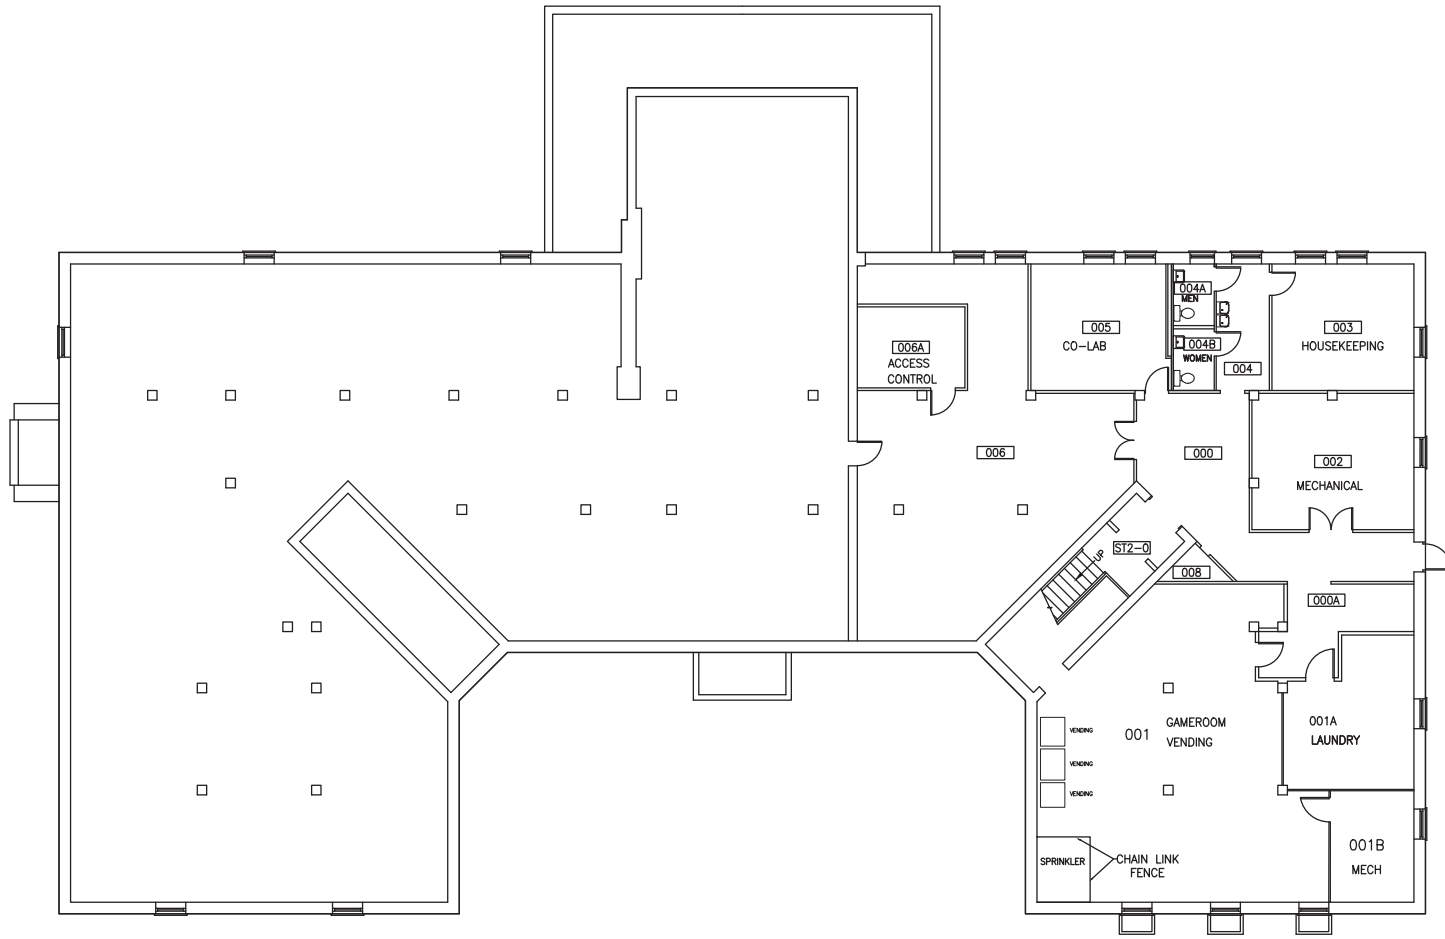 004A
MEN
005
CO-LAB
003
HOUSEKEEPING
006A
ACCESS
CONTROL
004B
WOMEN
004
006
000
002
MECHANICAL
ST2-0
UP
008
000A
001
GAMEROOM
VENDING
001A
LAUNDRY
VENDING
VENDING
VENDING
001B
MECH
SPRINKLER
CHAIN LINK
FENCE